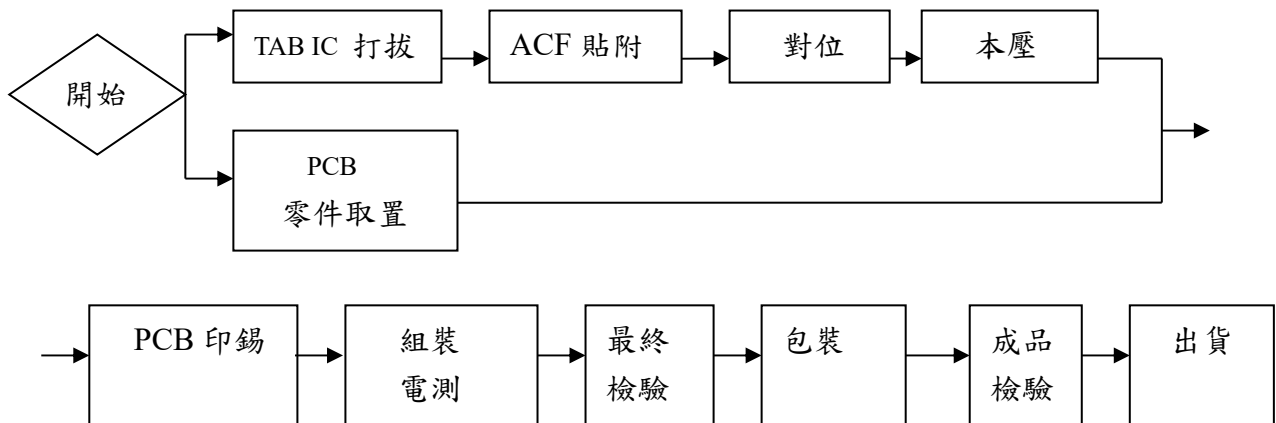 開始
TAB IC 打拔
ACF 貼附
對位
本壓
PCB
零件取置
PCB 印錫
組裝
電測
最終
檢驗
包裝
成品
檢驗
出貨